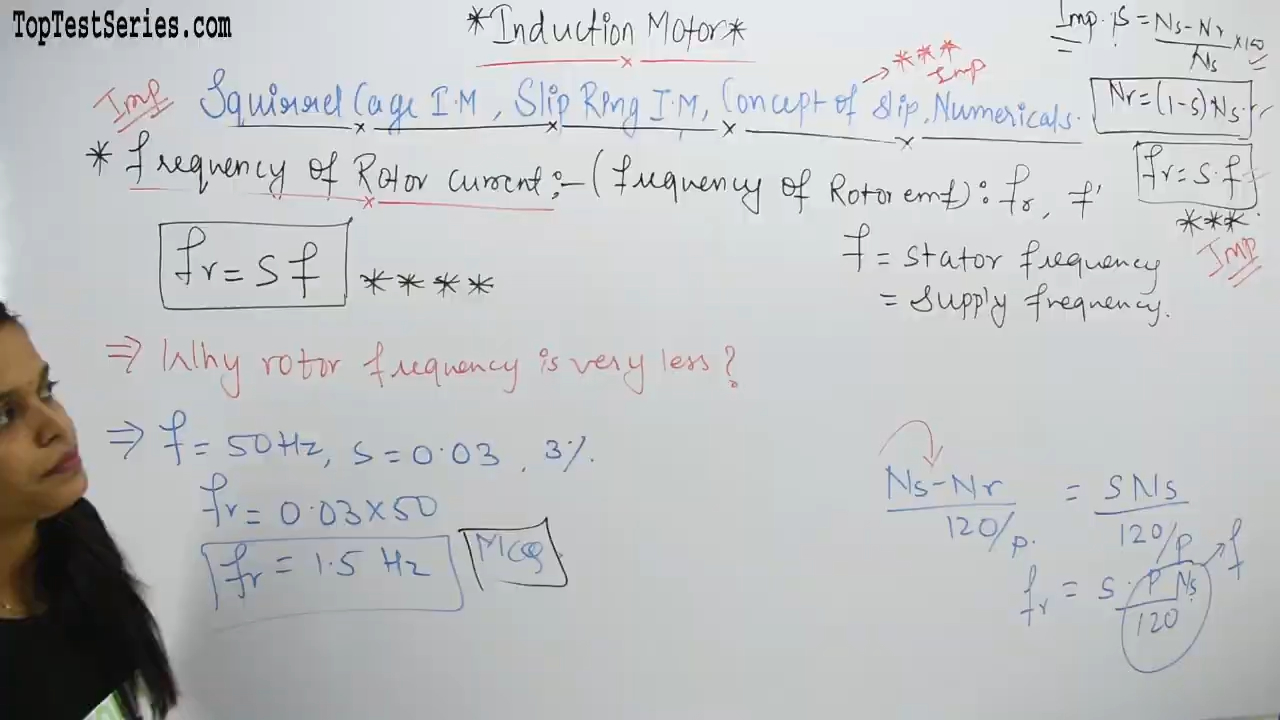 TopTestSeries.com
*Induction Motor*
Imp. %S = Ns-Nr/Ns ×100
*** Imp
Imp Squirrel Cage I.M, Slip Ring I.M, Concept of Slip, Numericals.
Nr=(1-s)Ns
* Frequency of Rotor current:- (frequency of Rotor emf): fr, f'
fr=s.f
*** Imp
fr=sf ****
f = Stator frequency
= Supply frequency.
⇒ Why rotor frequency is very less?
⇒ f=50Hz, s=0.03, 3%.
fr=0.03×50
fr = 1.5 Hz MCQ
Ns-Nr/120/p. = SNs/120/p
fr = s. PNs/120 → f